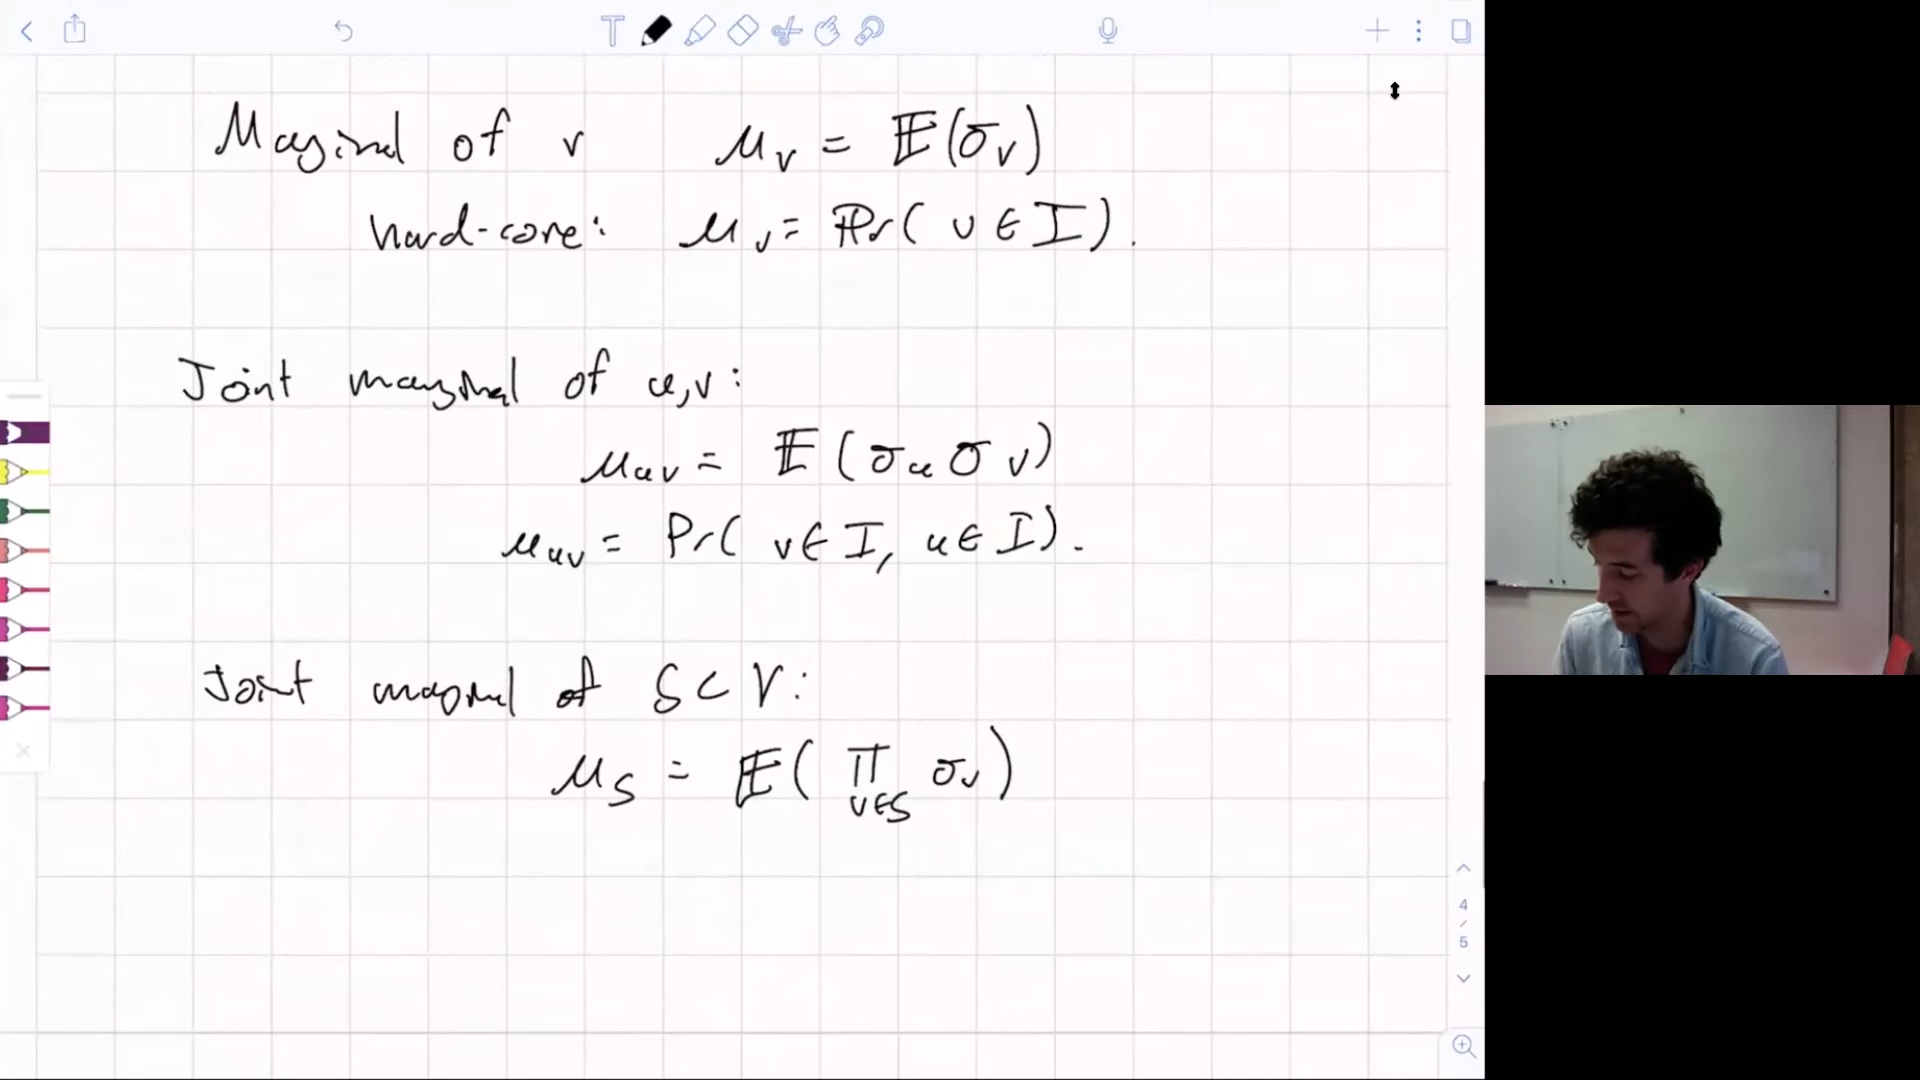 Marginal of v μ_v = 𝔼(σ_v)
hard-core: μ_v = Pr( v ∈ I ).
Joint marginal of u,v:
μ_uv = 𝔼( σ_u σ_v )
μ_uv = Pr( v ∈ I, u ∈ I ).
Joint marginal of S ⊂ V:
μ_S = 𝔼( ∏_{v∈S} σ_v )
4
/
5